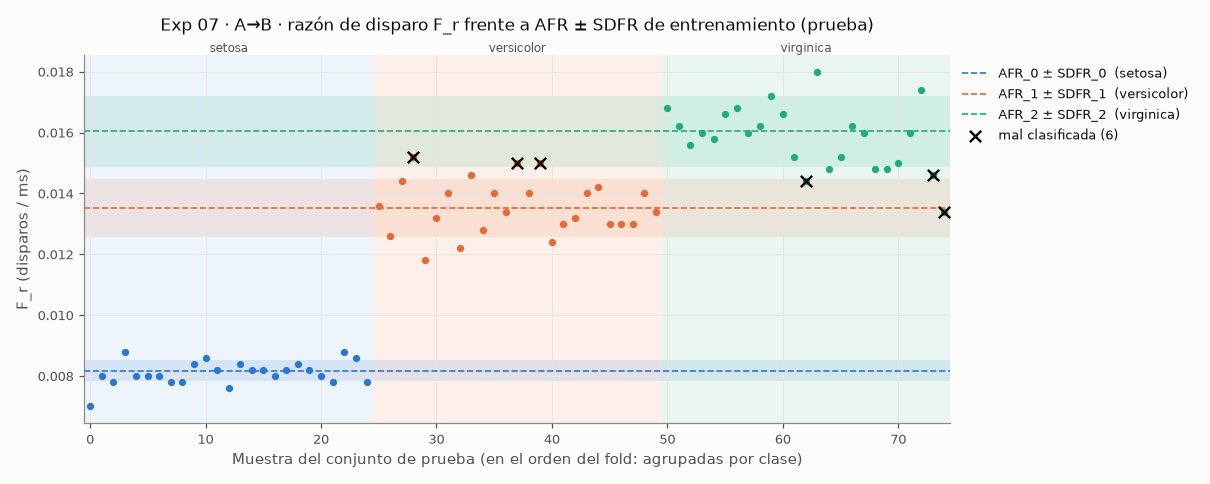 Exp 07 · A→B · razón de disparo F_r frente a AFR ± SDFR de entrenamiento (prueba)
setosa
versicolor
virginica
F_r (disparos / ms)
0.018
0.016
0.014
0.012
0.010
0.008
0
10
20
30
40
50
60
70
Muestra del conjunto de prueba (en el orden del fold: agrupadas por clase)
AFR_0 ± SDFR_0 (setosa)
AFR_1 ± SDFR_1 (versicolor)
AFR_2 ± SDFR_2 (virginica)
mal clasificada (6)